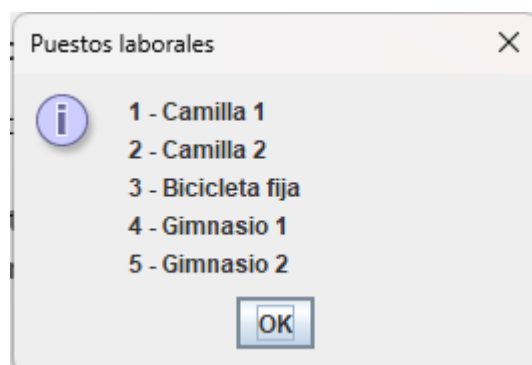 Puestos laborales
1 - Camilla 1
2 - Camilla 2
3 - Bicicleta fija
4 - Gimnasio 1
5 - Gimnasio 2
OK